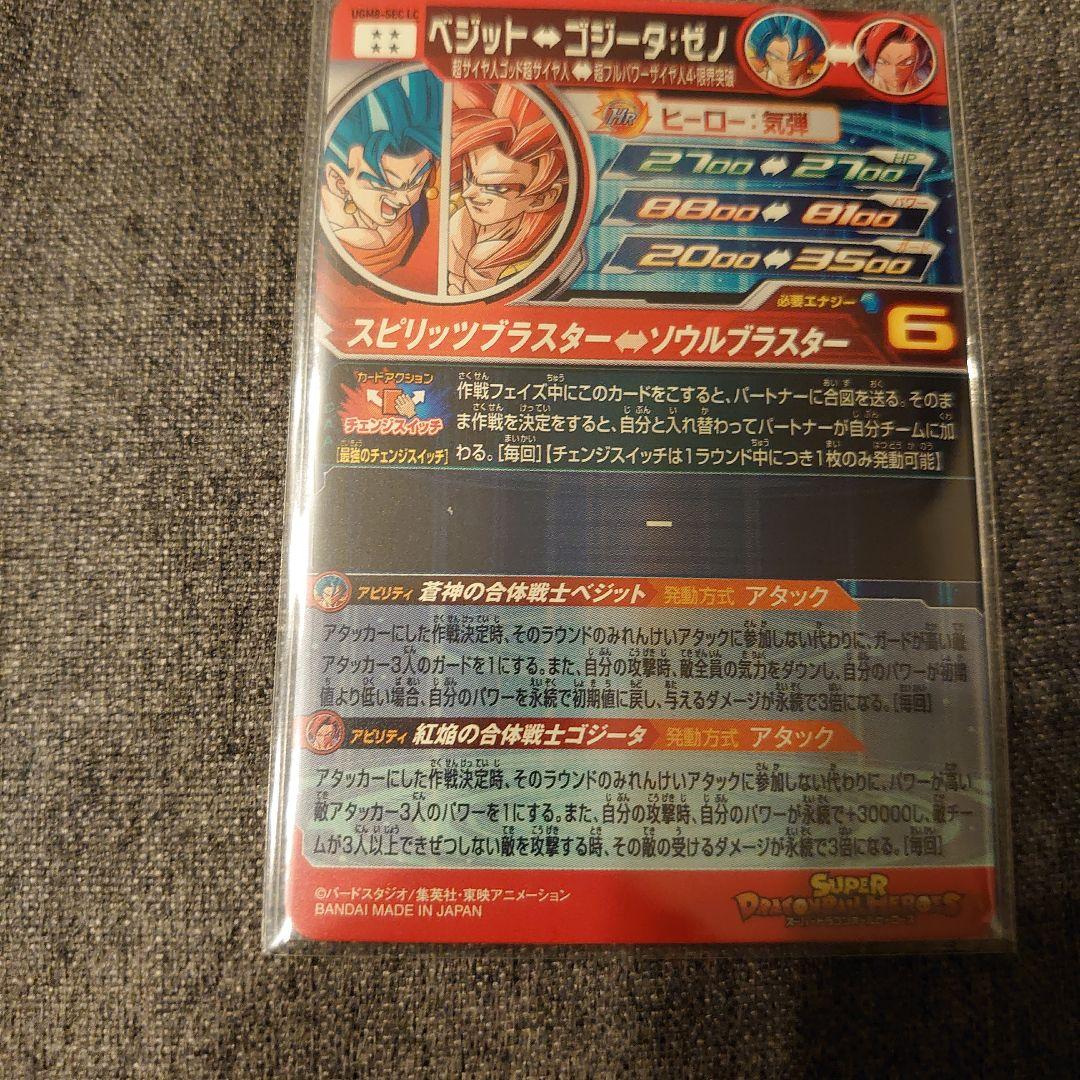 UGM8-SEC LC
ベジット⇔ゴジータ:ゼノ
超サイヤ人ゴッド超サイヤ人⇔超フルパワーサイヤ人4・限界突破
HR ヒーロー:気弾
2700⇔2700 HP
8800⇔8100 パワー
2000⇔3500 ガード
必要エナジー 6
スピリッツブラスター⇔ソウルブラスター
カードアクション
チェンジスイッチ
[最強のチェンジスイッチ]
作戦フェイズ中にこのカードをこすると、パートナーに合図を送る。そのま
ま作戦を決定をすると、自分と入れ替わってパートナーが自分チームに加
わる。[毎回]【チェンジスイッチは1ラウンド中につき1枚のみ発動可能】
ー
アビリティ 蒼神の合体戦士ベジット 発動方式 アタック
アタッカーにした作戦決定時、そのラウンドのみれんけいアタックに参加しない代わりに、ガードが高い敵
アタッカー3人のガードを1にする。また、自分の攻撃時、敵全員の気力をダウンし、自分のパワーが初期
値より低い場合、自分のパワーを永続で初期値に戻し、与えるダメージが永続で3倍になる。[毎回]
アビリティ 紅焔の合体戦士ゴジータ 発動方式 アタック
アタッカーにした作戦決定時、そのラウンドのみれんけいアタックに参加しない代わりに、パワーが高い
敵アタッカー3人のパワーを1にする。また、自分の攻撃時、自分のパワーが永続で+30000し、敵チー
ムが3人以上できぜつしない敵を攻撃する時、その敵の受けるダメージが永続で3倍になる。[毎回]
©バードスタジオ/集英社・東映アニメーション
BANDAI MADE IN JAPAN
SUPER
DRAGONBALL HEROES
スーパードラゴンボールヒーローズ